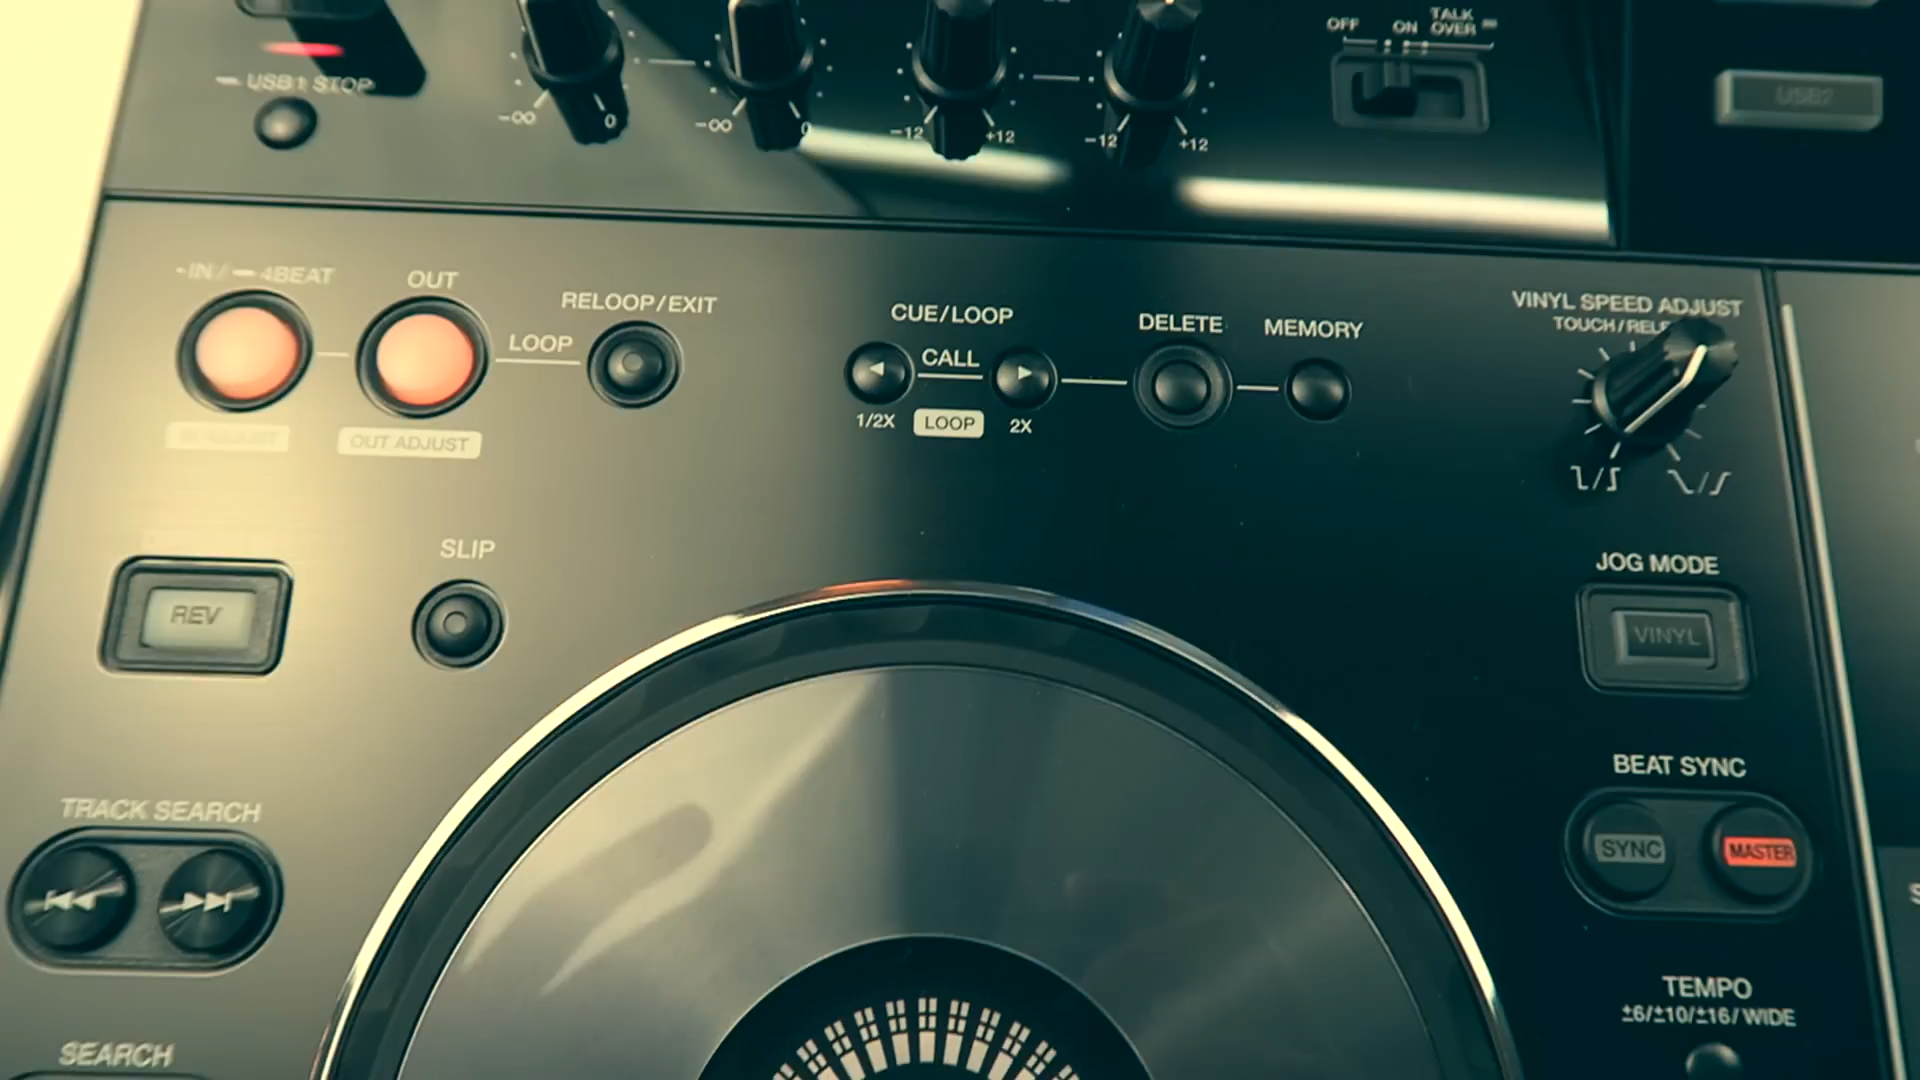 OFF ON TALK OVER
USB1 STOP
USB2
-∞ 0 -∞ 0 -12 +12 -12 +12
IN / 4BEAT
OUT
RELOOP/EXIT
LOOP
CUE/LOOP
CALL
1/2X LOOP 2X
DELETE
MEMORY
VINYL SPEED ADJUST
OUT ADJUST
REV
SLIP
JOG MODE
VINYL
BEAT SYNC
SYNC MASTER
TRACK SEARCH
SEARCH
TEMPO
±6/±10/±16/WIDE